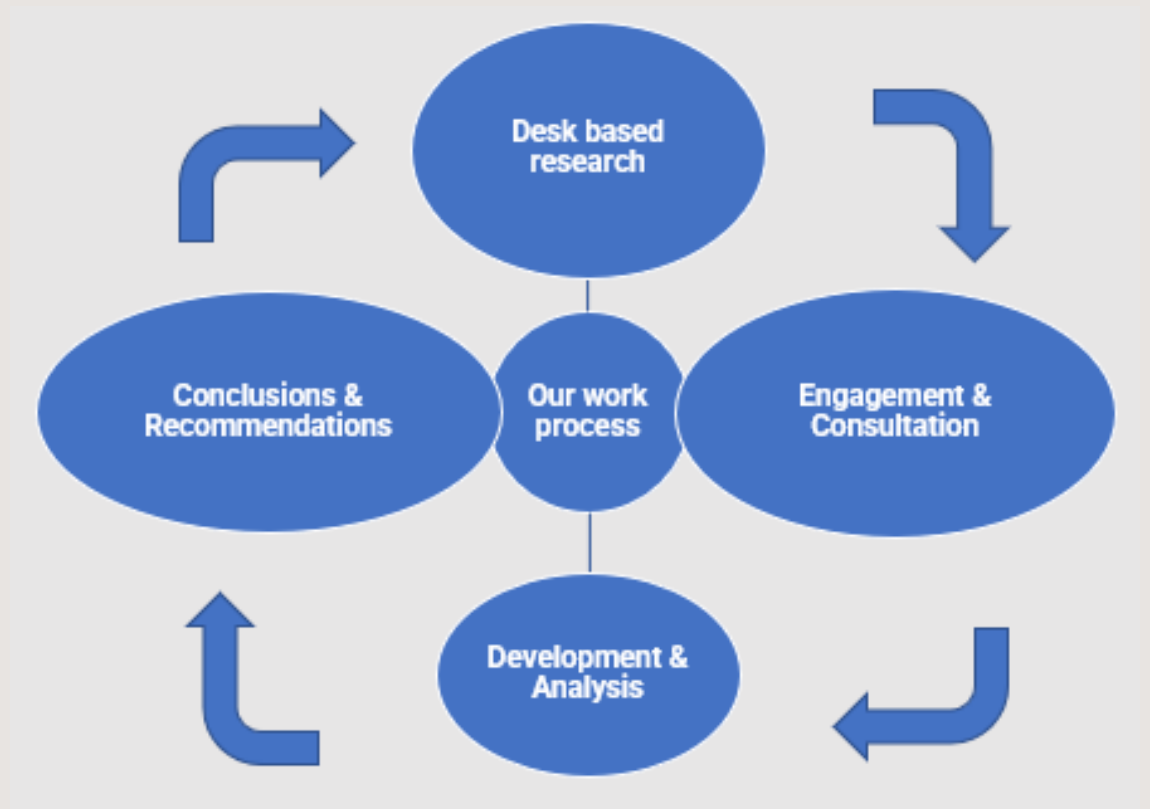 Desk based
research
Conclusions &
Recommendations
Our work
process
Engagement &
Consultation
Development &
Analysis